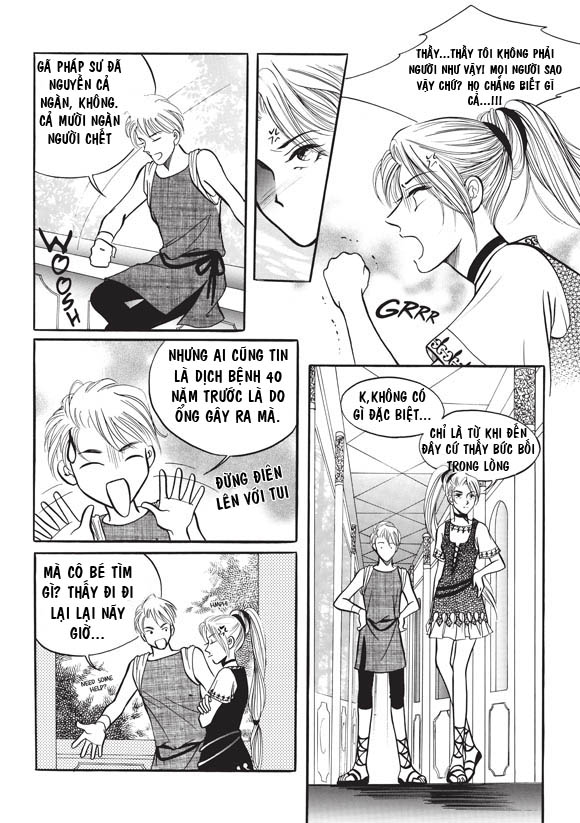 GÃ PHÁP SƯ ĐÃ
NGUYỀN CẢ
NGÀN, KHÔNG.
CẢ MƯỜI NGÀN
NGƯỜI CHẾT
WOOSH
THẦY...THẦY TÔI KHÔNG PHẢI
NGƯỜI NHƯ VẬY! MỌI NGƯỜI SAO
VẬY CHỨ? HỌ CHẲNG BIẾT GÌ
CẢ...!!!
GRRR
NHƯNG AI CŨNG TIN
LÀ DỊCH BỆNH 40
NĂM TRƯỚC LÀ DO
ỔNG GÂY RA MÀ.
ĐỪNG ĐIÊN
LÊN VỚI TUI
K,KHÔNG CÓ
GÌ ĐẶC BIỆT...
CHỈ LÀ TỪ KHI ĐẾN
ĐÂY CỨ THẤY BỨC BỐI
TRONG LÒNG
MÀ CÔ BÉ TÌM
GÌ? THẤY ĐI ĐI
LẠI LẠI NÃY
GIỜ...
HMPH
NEED SOME
HELP?